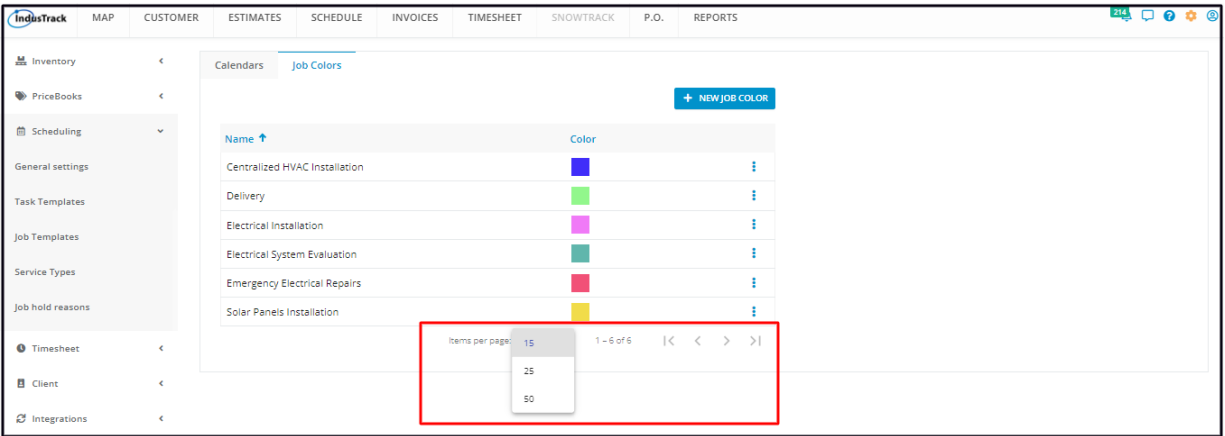 IndusTrack MAP CUSTOMER ESTIMATES SCHEDULE INVOICES TIMESHEET SNOWTRACK P.O. REPORTS 214
Inventory
PriceBooks
Scheduling
General settings
Task Templates
Job Templates
Service Types
Job hold reasons
Timesheet
Client
Integrations
Calendars Job Colors
+ NEW JOB COLOR
Name Color
Centralized HVAC Installation
Delivery
Electrical Installation
Electrical System Evaluation
Emergency Electrical Repairs
Solar Panels Installation
Items per page: 15 1 – 6 of 6
25
50